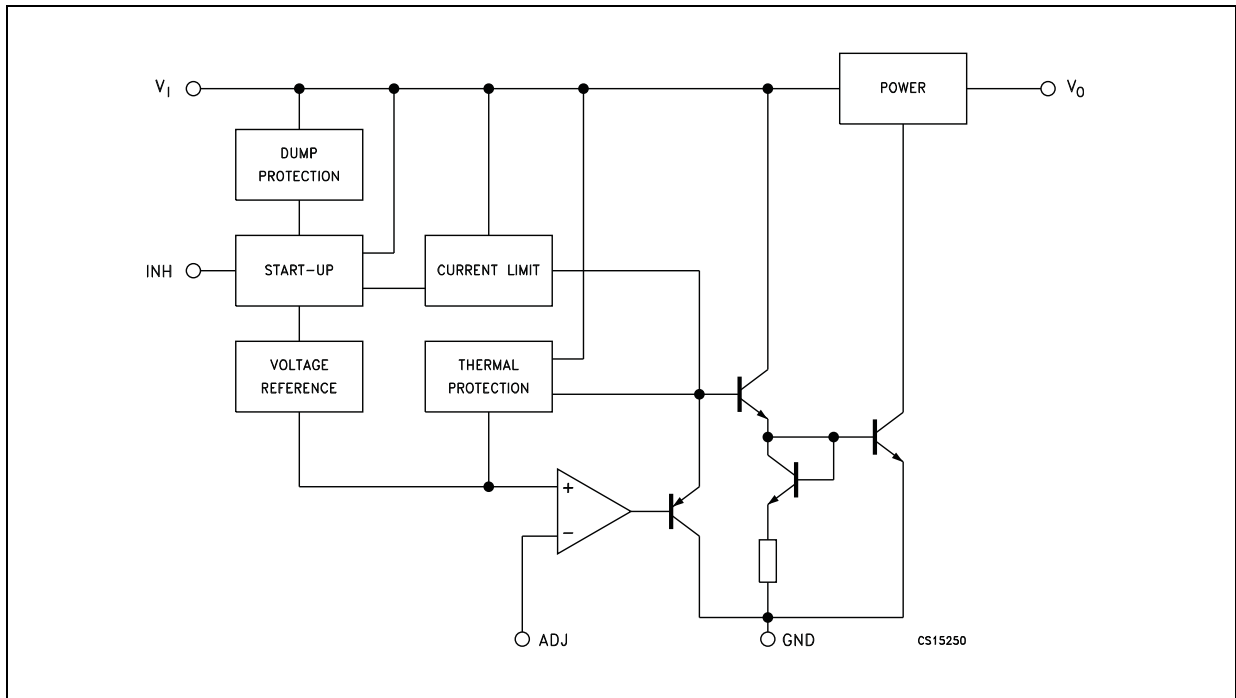 V_I
POWER
V_O
DUMP
PROTECTION
INH
START-UP
CURRENT LIMIT
VOLTAGE
REFERENCE
THERMAL
PROTECTION
+
−
ADJ
GND
CS15250